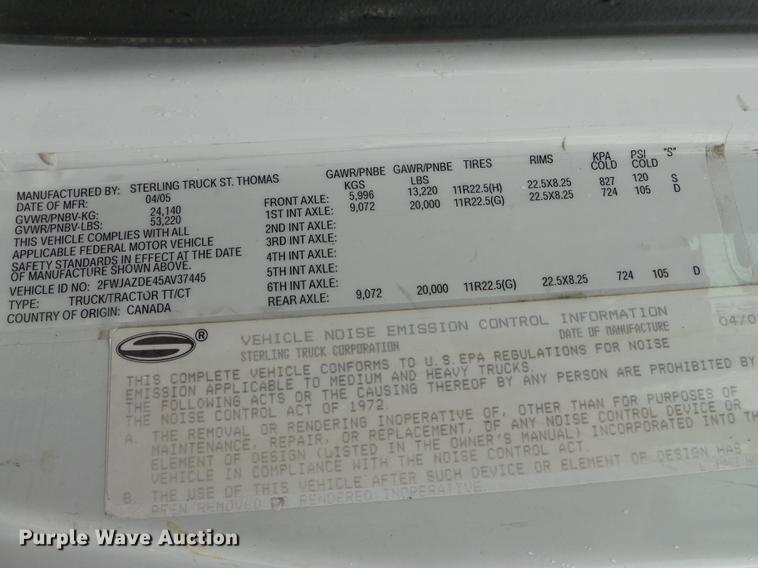 MANUFACTURED BY: STERLING TRUCK ST. THOMAS
DATE OF MFR: 04/05
GVWR/PNBV-KG: 24,140
GVWR/PNBV-LBS: 53,220
THIS VEHICLE COMPLIES WITH ALL
APPLICABLE FEDERAL MOTOR VEHICLE
SAFETY STANDARDS IN EFFECT AT THE DATE
OF MANUFACTURE SHOWN ABOVE.
VEHICLE ID NO: 2FWJAZDE45AV37445
TYPE: TRUCK/TRACTOR TT/CT
COUNTRY OF ORIGIN: CANADA
GAWR/PNBE KGS GAWR/PNBE LBS TIRES RIMS KPA COLD PSI COLD "S"
FRONT AXLE: 5,996 13,220 11R22.5(H) 22.5X8.25 827 120 S
1ST INT AXLE: 9,072 20,000 11R22.5(G) 22.5X8.25 724 105 D
2ND INT AXLE:
3RD INT AXLE:
4TH INT AXLE:
5TH INT AXLE:
6TH INT AXLE:
REAR AXLE: 9,072 20,000 11R22.5(G) 22.5X8.25 724 105 D
®
VEHICLE NOISE EMISSION CONTROL INFORMATION
STERLING TRUCK CORPORATION DATE OF MANUFACTURE 04/0
THIS COMPLETE VEHICLE CONFORMS TO U.S.EPA REGULATIONS FOR NOISE
EMISSION APPLICABLE TO MEDIUM AND HEAVY TRUCKS.
THE FOLLOWING ACTS OR THE CAUSING THEREOF BY ANY PERSON ARE PROHIBITED BY
THE NOISE CONTROL ACT OF 1972.
A. THE REMOVAL OR RENDERING INOPERATIVE OF, OTHER THAN FOR PURPOSES OF
MAINTENANCE, REPAIR, OR REPLACEMENT, OF ANY NOISE CONTROL DEVICE OR
ELEMENT OF DESIGN (LISTED IN THE OWNER'S MANUAL) INCORPORATED INTO TH
VEHICLE IN COMPLIANCE WITH THE NOISE CONTROL ACT.
B. THE USE OF THIS VEHICLE AFTER SUCH DEVICE OR ELEMENT OF DESIGN HAS
BEEN REMOVED OR RENDERED INOPERATIVE.
Purple Wave Auction